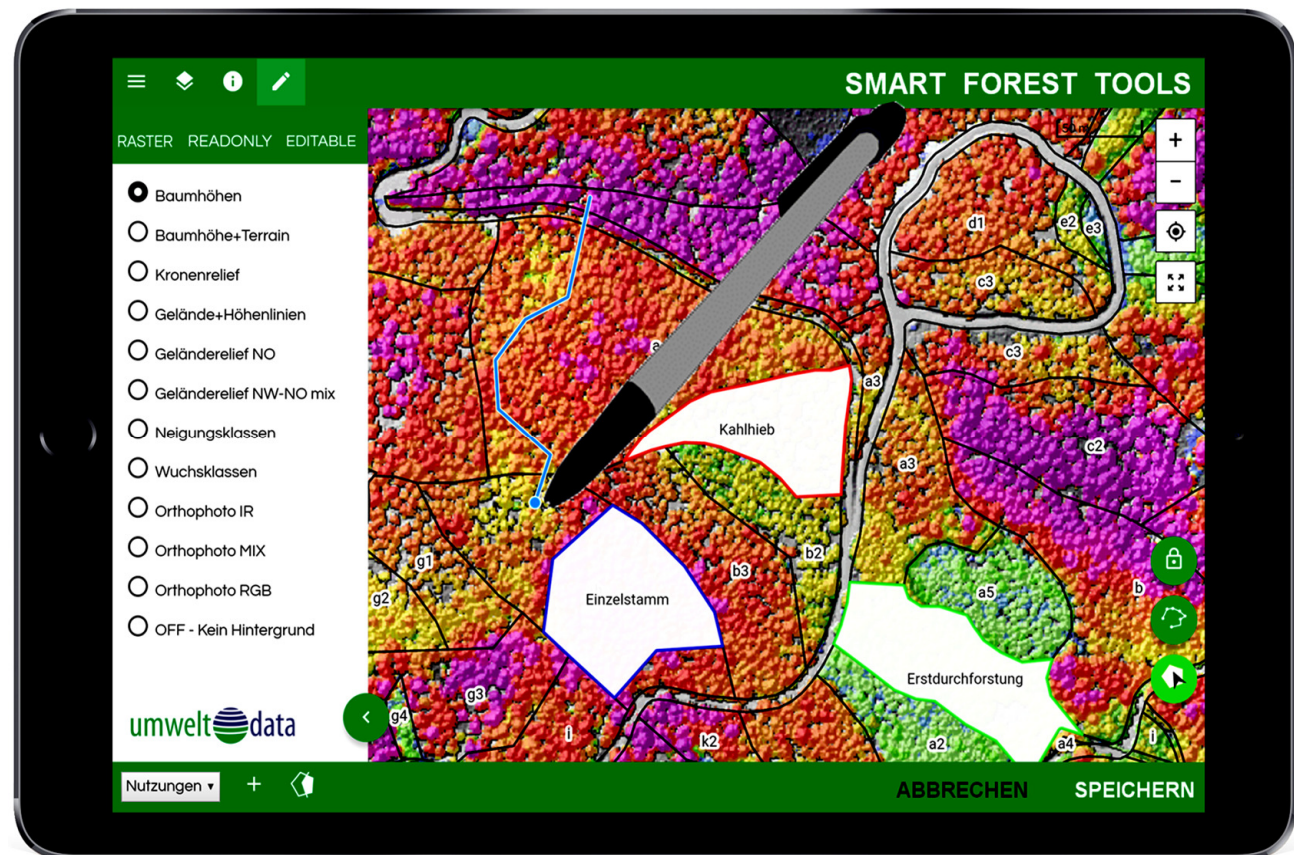 SMART FOREST TOOLS
RASTER READONLY EDITABLE
Baumhöhen
Baumhöhe+Terrain
Kronenrelief
Gelände+Höhenlinien
Geländerelief NO
Geländerelief NW-NO mix
Neigungsklassen
Wuchsklassen
Orthophoto IR
Orthophoto MIX
Orthophoto RGB
OFF - Kein Hintergrund
umwelt data
50 m
+
−
d1
e2
e3
c3
c3
a
a3
Kahlhieb
c2
a3
b2
g1
b3
g2
Einzelstamm
a5
b
Erstdurchforstung
g3
g4
i
k2
a2
a4
i
Nutzungen
+
ABBRECHEN
SPEICHERN